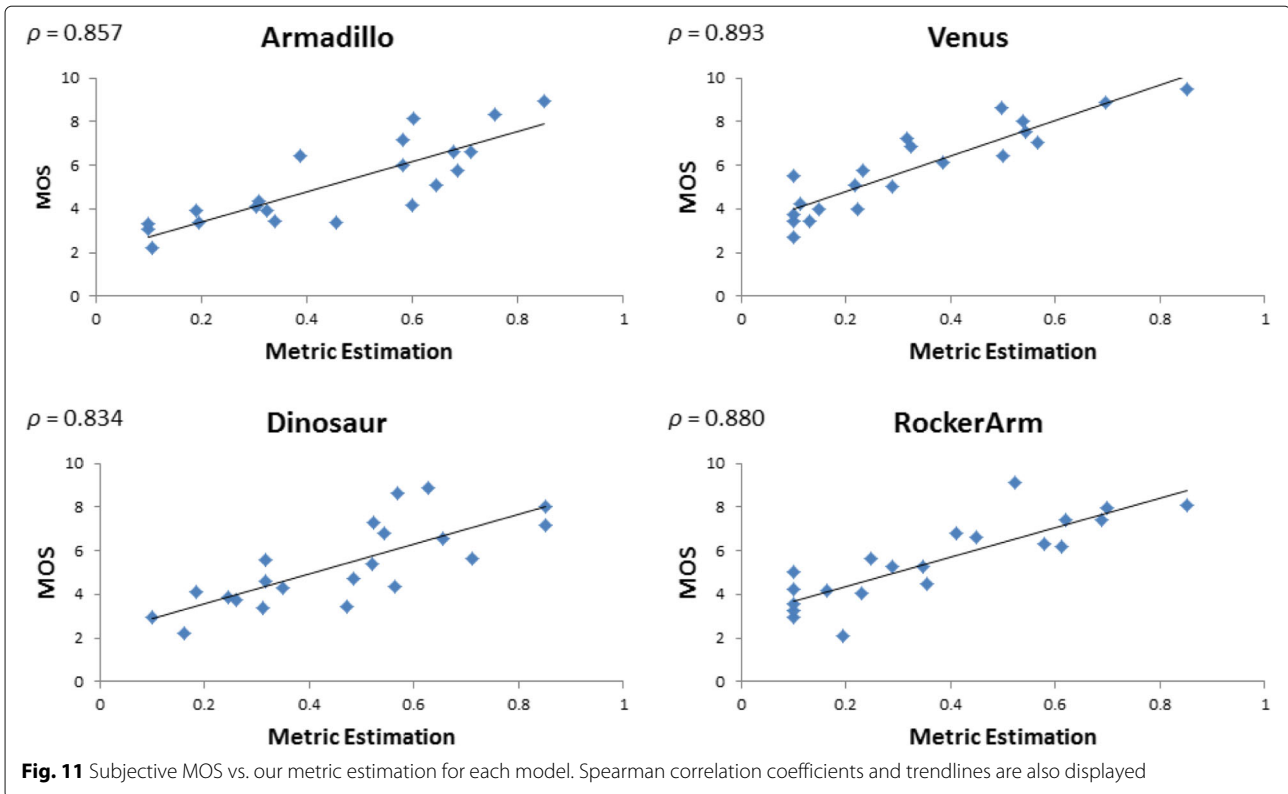 ρ = 0.857
Armadillo
MOS
10
8
6
4
2
0
0 0.2 0.4 0.6 0.8 1
Metric Estimation
ρ = 0.893
Venus
MOS
10
8
6
4
2
0
0 0.2 0.4 0.6 0.8 1
Metric Estimation
ρ = 0.834
Dinosaur
MOS
10
8
6
4
2
0
0 0.2 0.4 0.6 0.8 1
Metric Estimation
ρ = 0.880
RockerArm
MOS
10
8
6
4
2
0
0 0.2 0.4 0.6 0.8 1
Metric Estimation
Fig. 11 Subjective MOS vs. our metric estimation for each model. Spearman correlation coefficients and trendlines are also displayed